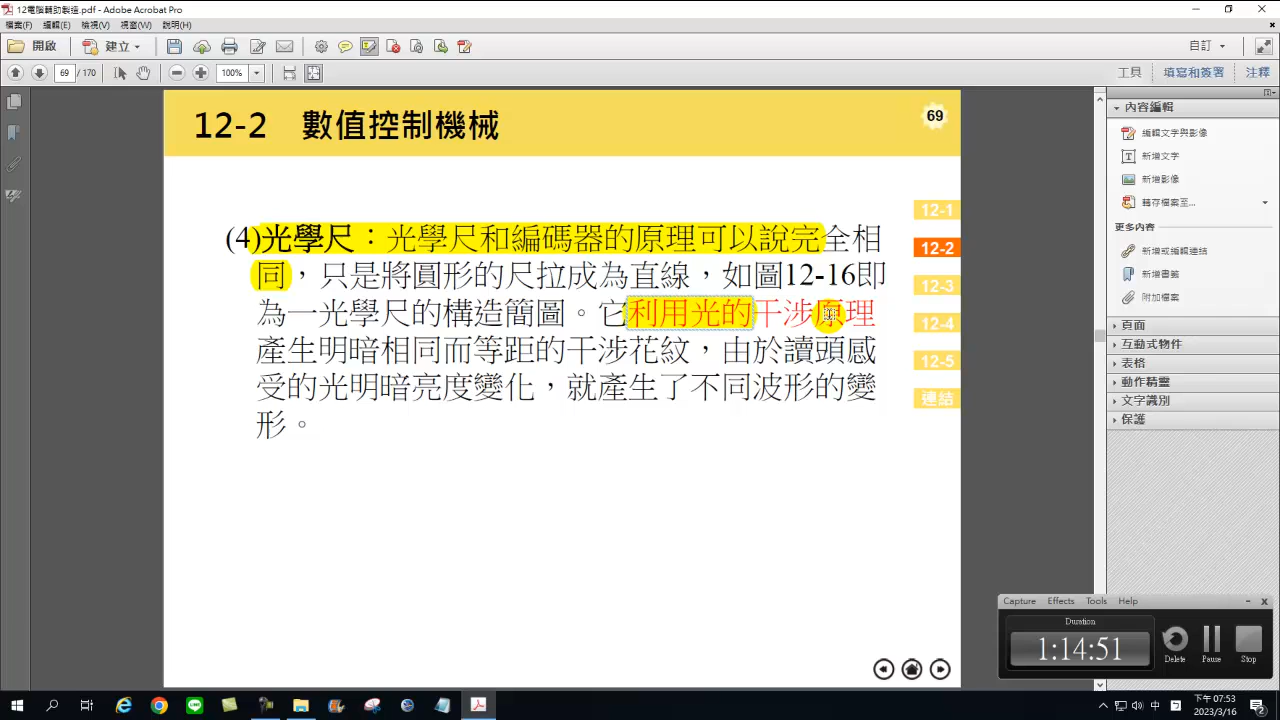 12電腦輔助製造.pdf - Adobe Acrobat Pro
檔案(F) 編輯(E) 檢視(V) 視窗(W) 說明(H)
開啟 建立 自訂
69 / 170 100% 工具 填寫和簽署 注釋
12-2 數值控制機械
69
(4)光學尺：光學尺和編碼器的原理可以說完全相
同，只是將圓形的尺拉成為直線，如圖12-16即
為一光學尺的構造簡圖。它利用光的干涉原理
產生明暗相同而等距的干涉花紋，由於讀頭感
受的光明暗亮度變化，就產生了不同波形的變
形。
12-1
12-2
12-3
12-4
12-5
連結
內容編輯
編輯文字與影像
新增文字
新增影像
轉存檔案至...
更多內容
新增或編輯連結
新增書籤
附加檔案
頁面
互動式物件
表格
動作精靈
文字識別
保護
Capture Effects Tools Help
Duration
1:14:51
Delete Pause Stop
LINE
中
下午 07:53
2023/3/16
2